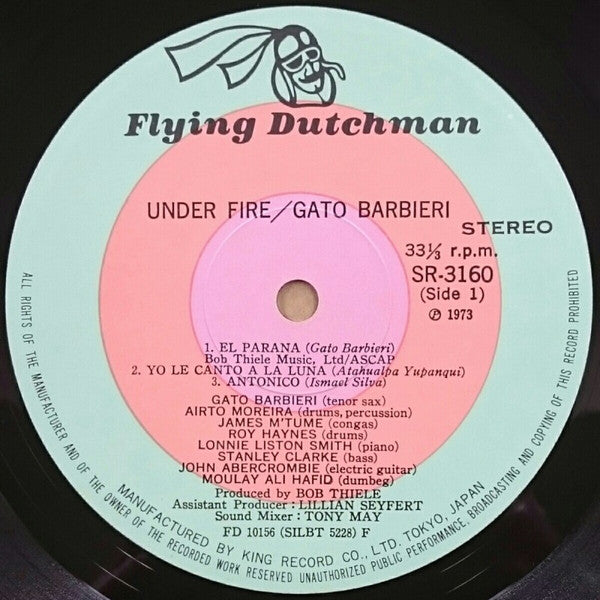 Flying Dutchman
UNDER FIRE/GATO BARBIERI
STEREO
33⅓ r.p.m.
SR-3160
(Side 1)
Ⓟ 1973
1. EL PARANA (Gato Barbieri)
Bob Thiele Music, Ltd/ASCAP
2. YO LE CANTO A LA LUNA (Atahualpa Yupanqui)
3. ANTONICO (Ismael Silva)
GATO BARBIERI (tenor sax)
AIRTO MOREIRA (drums, percussion)
JAMES M'TUME (congas)
ROY HAYNES (drums)
LONNIE LISTON SMITH (piano)
STANLEY CLARKE (bass)
JOHN ABERCROMBIE (electric guitar)
MOULAY ALI HAFID (dumbeg)
Produced by BOB THIELE
Assistant Producer : LILLIAN SEYFERT
Sound Mixer : TONY MAY
FD 10156 (SILBT 5228) F
MANUFACTURED BY KING RECORD CO., LTD. TOKYO, JAPAN
ALL RIGHTS OF THE MANUFACTURER AND OF THE OWNER OF THE RECORDED WORK RESERVED UNAUTHORIZED PUBLIC PERFORMANCE, BROADCASTING AND COPYING OF THIS RECORD PROHIBITED